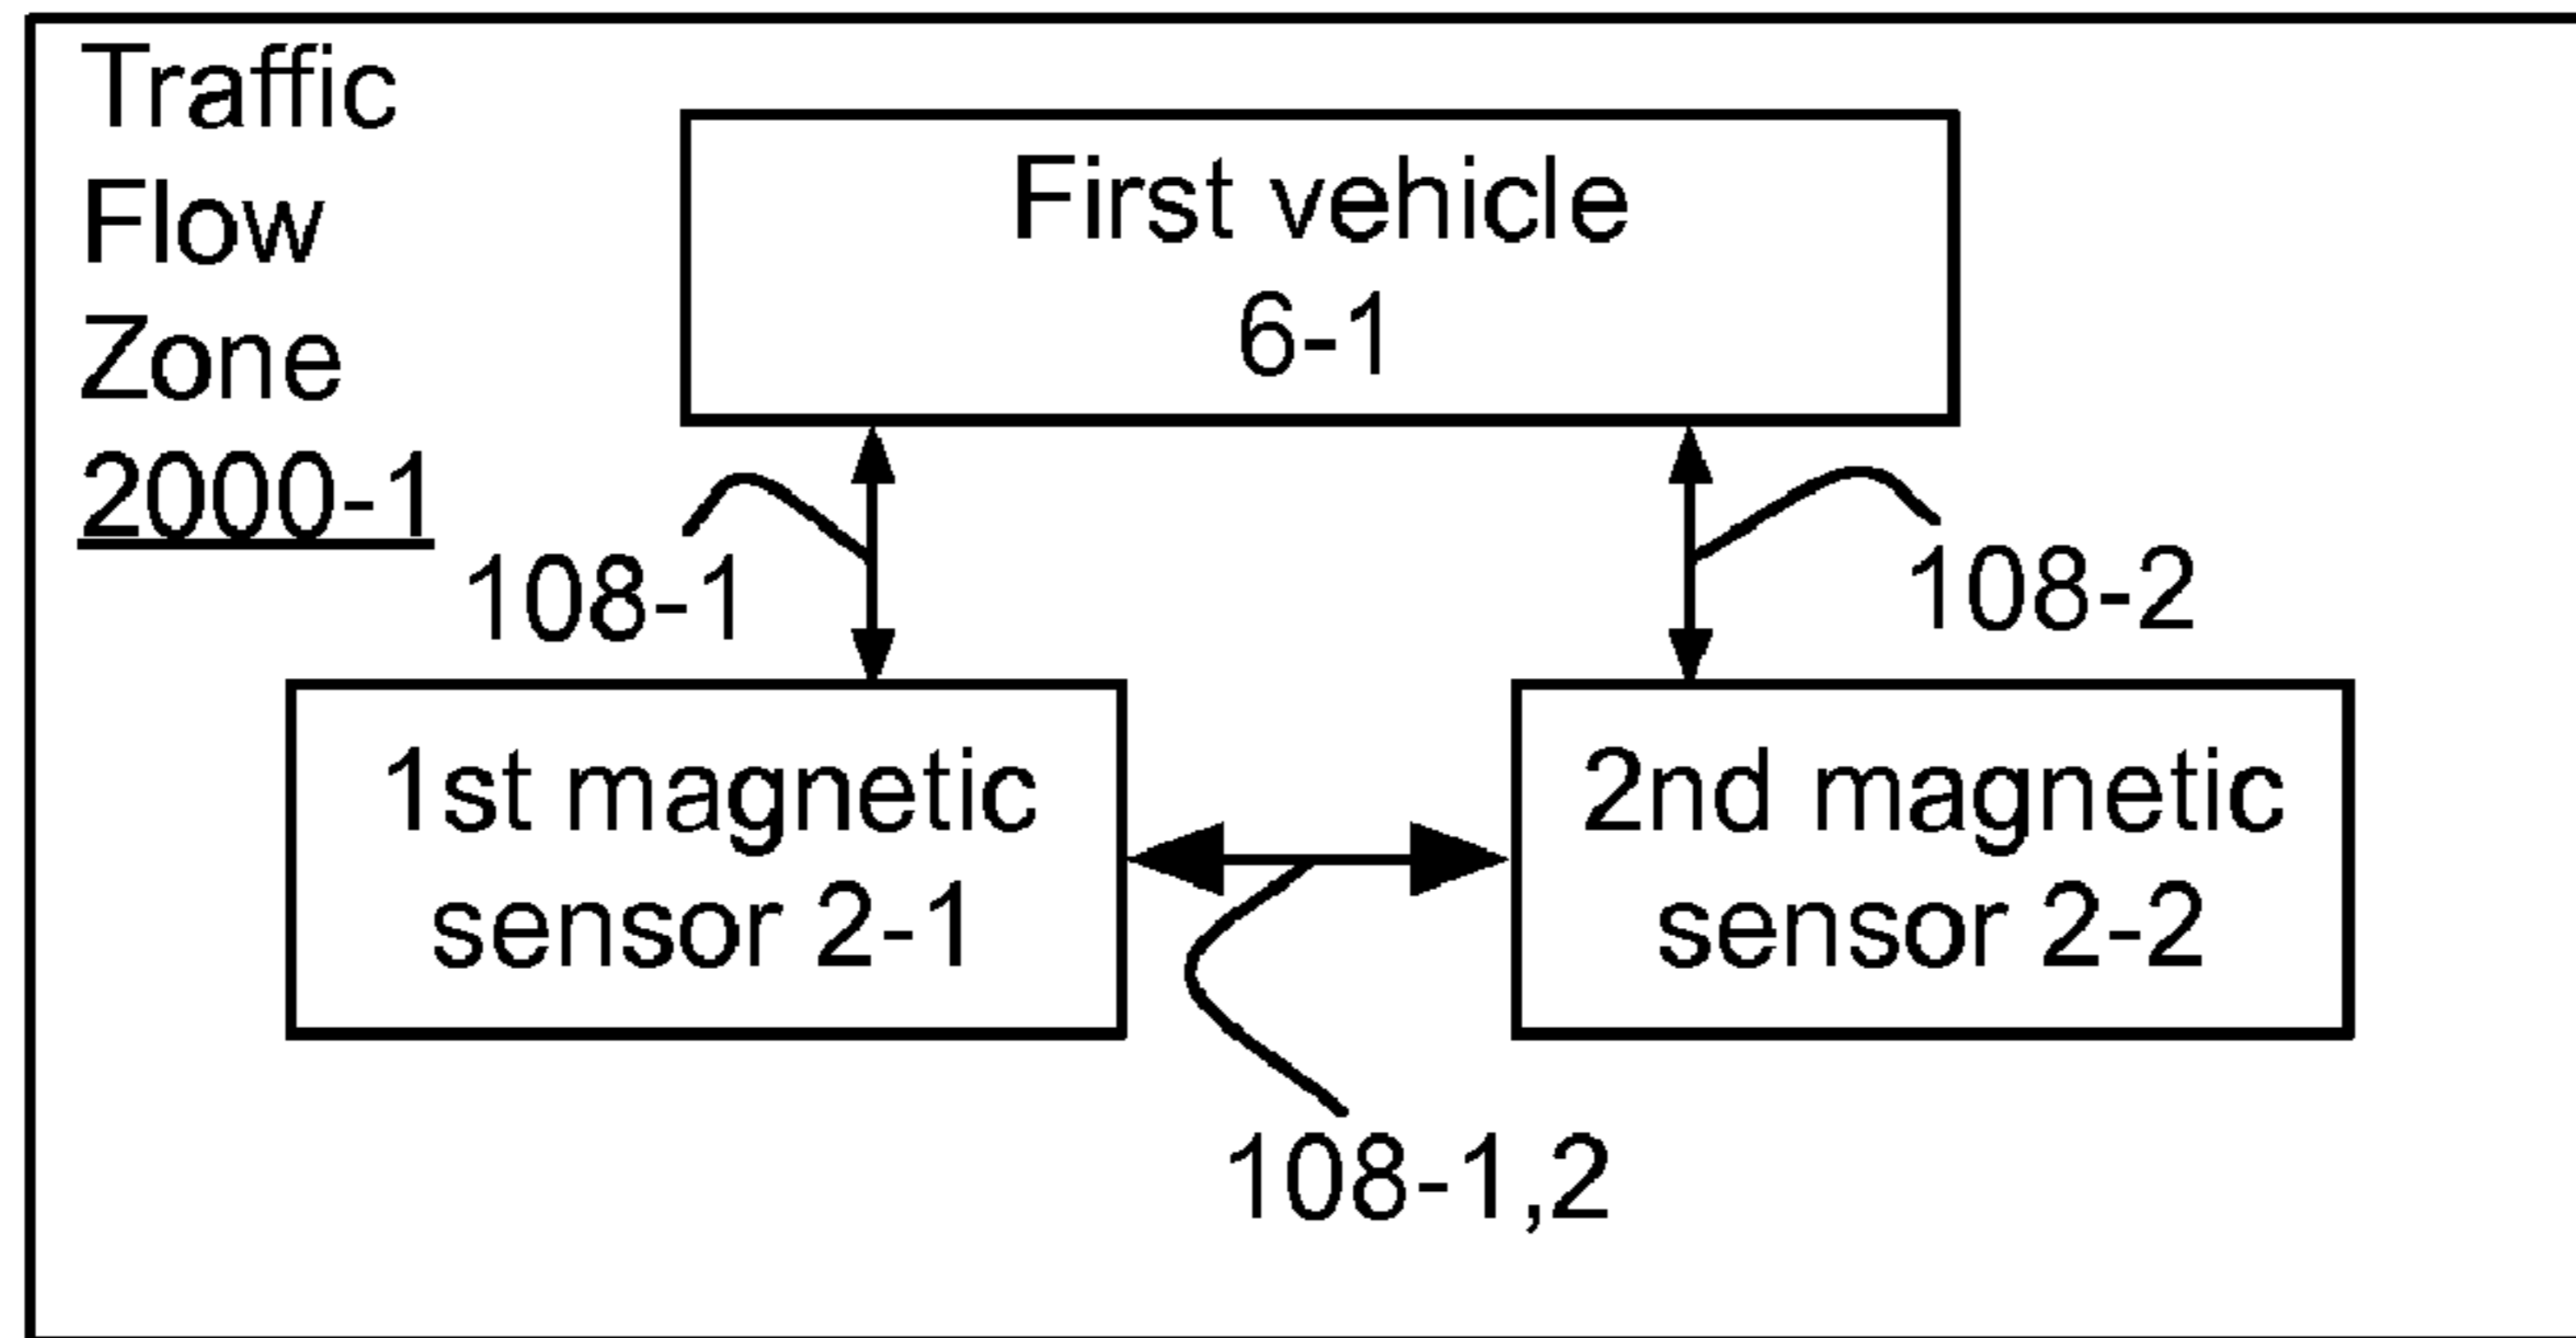 Traffic
Flow
Zone
2000-1
First vehicle
6-1
108-1
108-2
1st magnetic
sensor 2-1
2nd magnetic
sensor 2-2
108-1,2